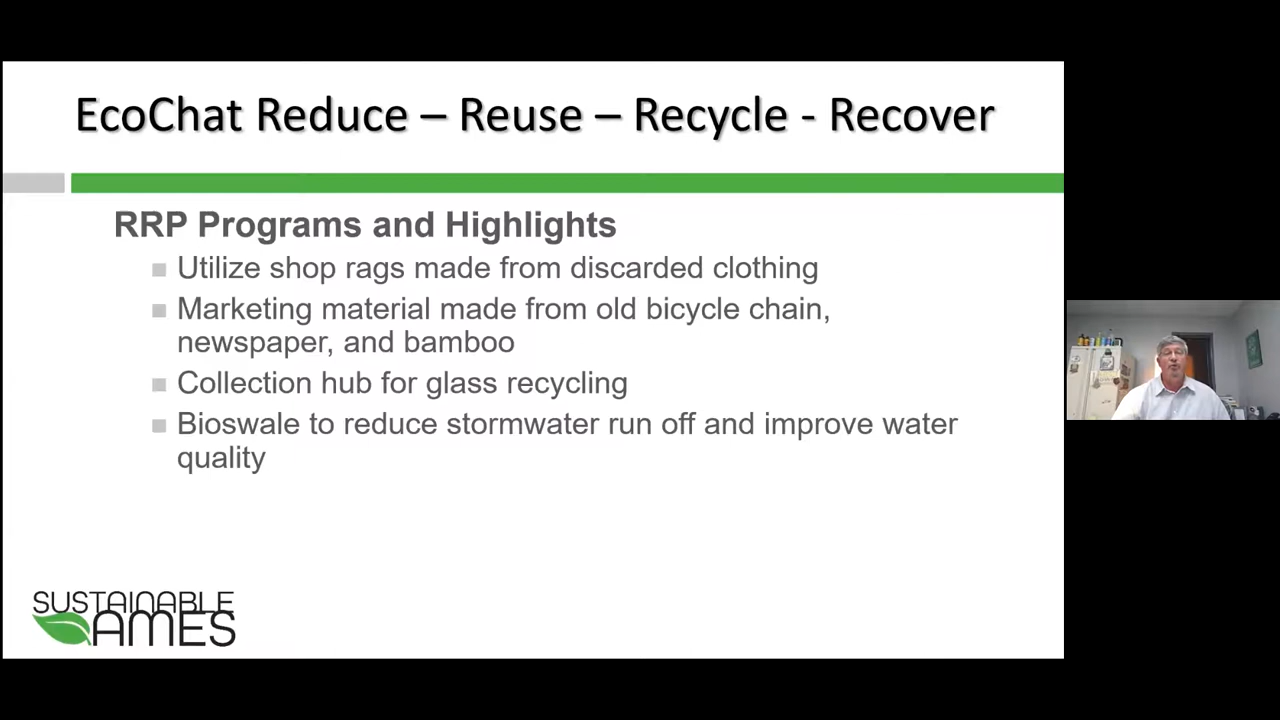 EcoChat Reduce – Reuse – Recycle - Recover
RRP Programs and Highlights
Utilize shop rags made from discarded clothing
Marketing material made from old bicycle chain,
newspaper, and bamboo
Collection hub for glass recycling
Bioswale to reduce stormwater run off and improve water
quality
SUSTAINABLE
AMES